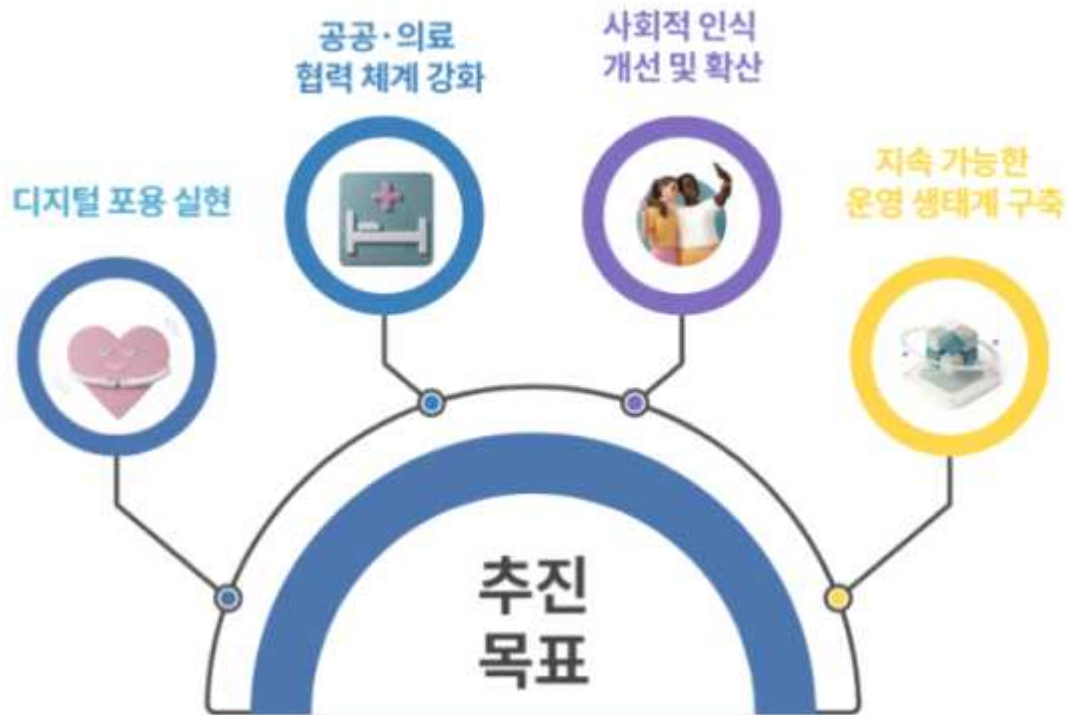 디지털 포용 실현
공공·의료
협력 체계 강화
사회적 인식
개선 및 확산
지속 가능한
운영 생태계 구축
추진
목표